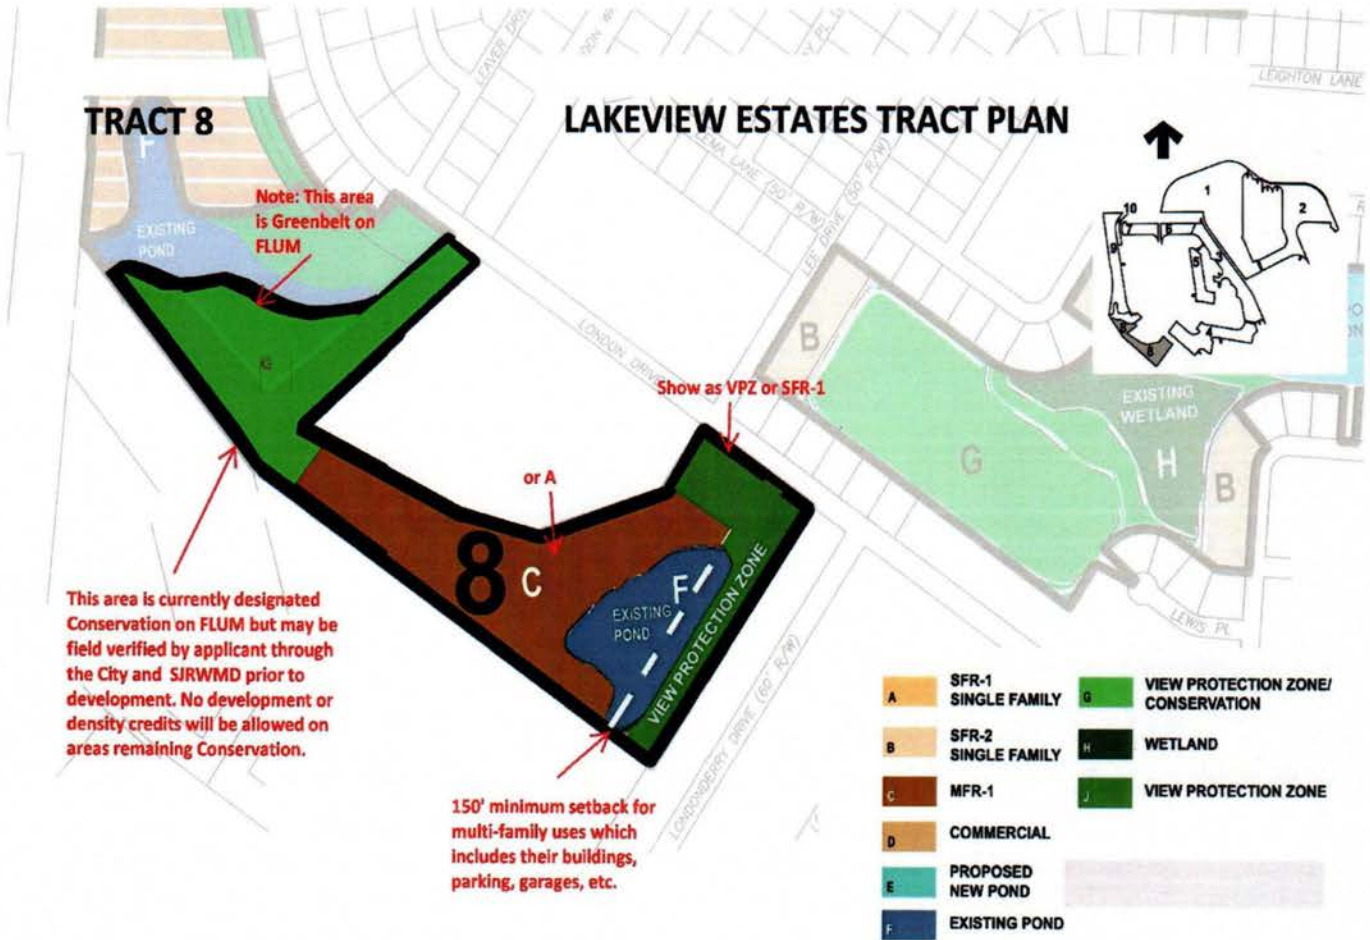 LEIGHTON LANE
TRACT 8
LAKEVIEW ESTATES TRACT PLAN
F
Note: This area
is Greenbelt on
FLUM
EXISTING
POND
LEE DRIVE (60' R/W)
1
2
10
9
5
8
LONDON DRIVE
B
Show as VPZ or SFR-1
EXISTING
WETLAND
G
H
B
or A
8
C
F
EXISTING
POND
VIEW PROTECTION ZONE
LONDONDERRY DRIVE (60' R/W)
LEWIS PL
This area is currently designated
Conservation on FLUM but may be
field verified by applicant through
the City and SJRWMD prior to
development. No development or
density credits will be allowed on
areas remaining Conservation.
150' minimum setback for
multi-family uses which
includes their buildings,
parking, garages, etc.
A
SFR-1
SINGLE FAMILY
G
VIEW PROTECTION ZONE/
CONSERVATION
B
SFR-2
SINGLE FAMILY
H
WETLAND
C
MFR-1
J
VIEW PROTECTION ZONE
D
COMMERCIAL
E
PROPOSED
NEW POND
F
EXISTING POND